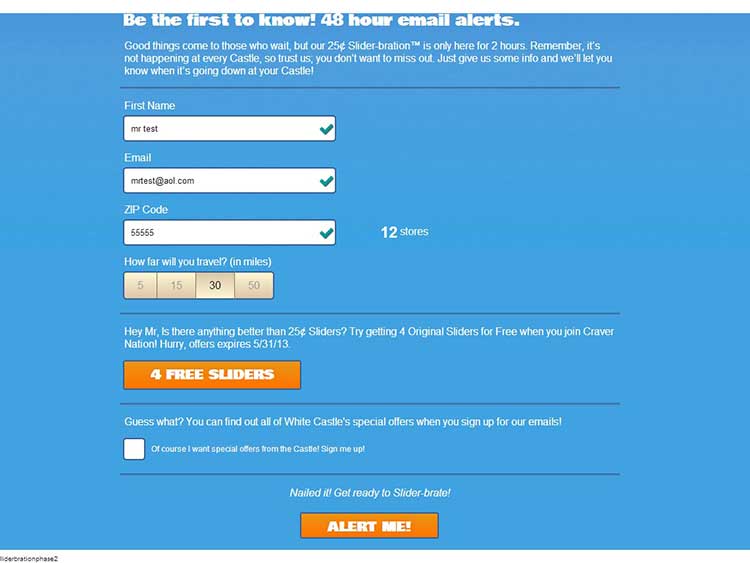 Be the first to know! 48 hour email alerts.
Good things come to those who wait, but our 25¢ Slider-bration™ is only here for 2 hours. Remember, it's
not happening at every Castle, so trust us, you don't want to miss out. Just give us some info and we'll let you
know when it's going down at your Castle!
First Name
mr test
Email
mrtest@aol.com
ZIP Code
55555
12 stores
How far will you travel? (in miles)
5 15 30 50
Hey Mr, Is there anything better than 25¢ Sliders? Try getting 4 Original Sliders for Free when you join Craver
Nation! Hurry, offers expires 5/31/13.
4 FREE SLIDERS
Guess what? You can find out all of White Castle's special offers when you sign up for our emails!
Of course I want special offers from the Castle! Sign me up!
Nailed it! Get ready to Slider-brate!
ALERT ME!
lliderbrationphase2